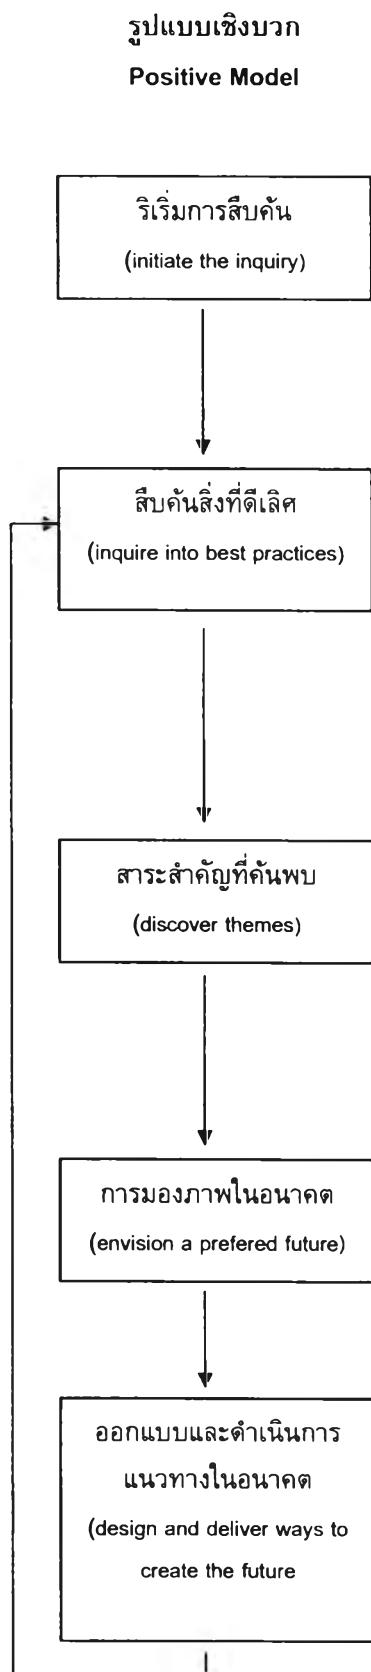 รูปแบบเชิงบวก
Positive Model
ริเริ่มการสืบค้น
(initiate the inquiry)
สืบค้นสิ่งที่ดีเลิศ
(inquire into best practices)
สาระสำคัญที่ค้นพบ
(discover themes)
การมองภาพในอนาคต
(envision a prefered future)
ออกแบบและดำเนินการ
แนวทางในอนาคต
(design and deliver ways to
create the future